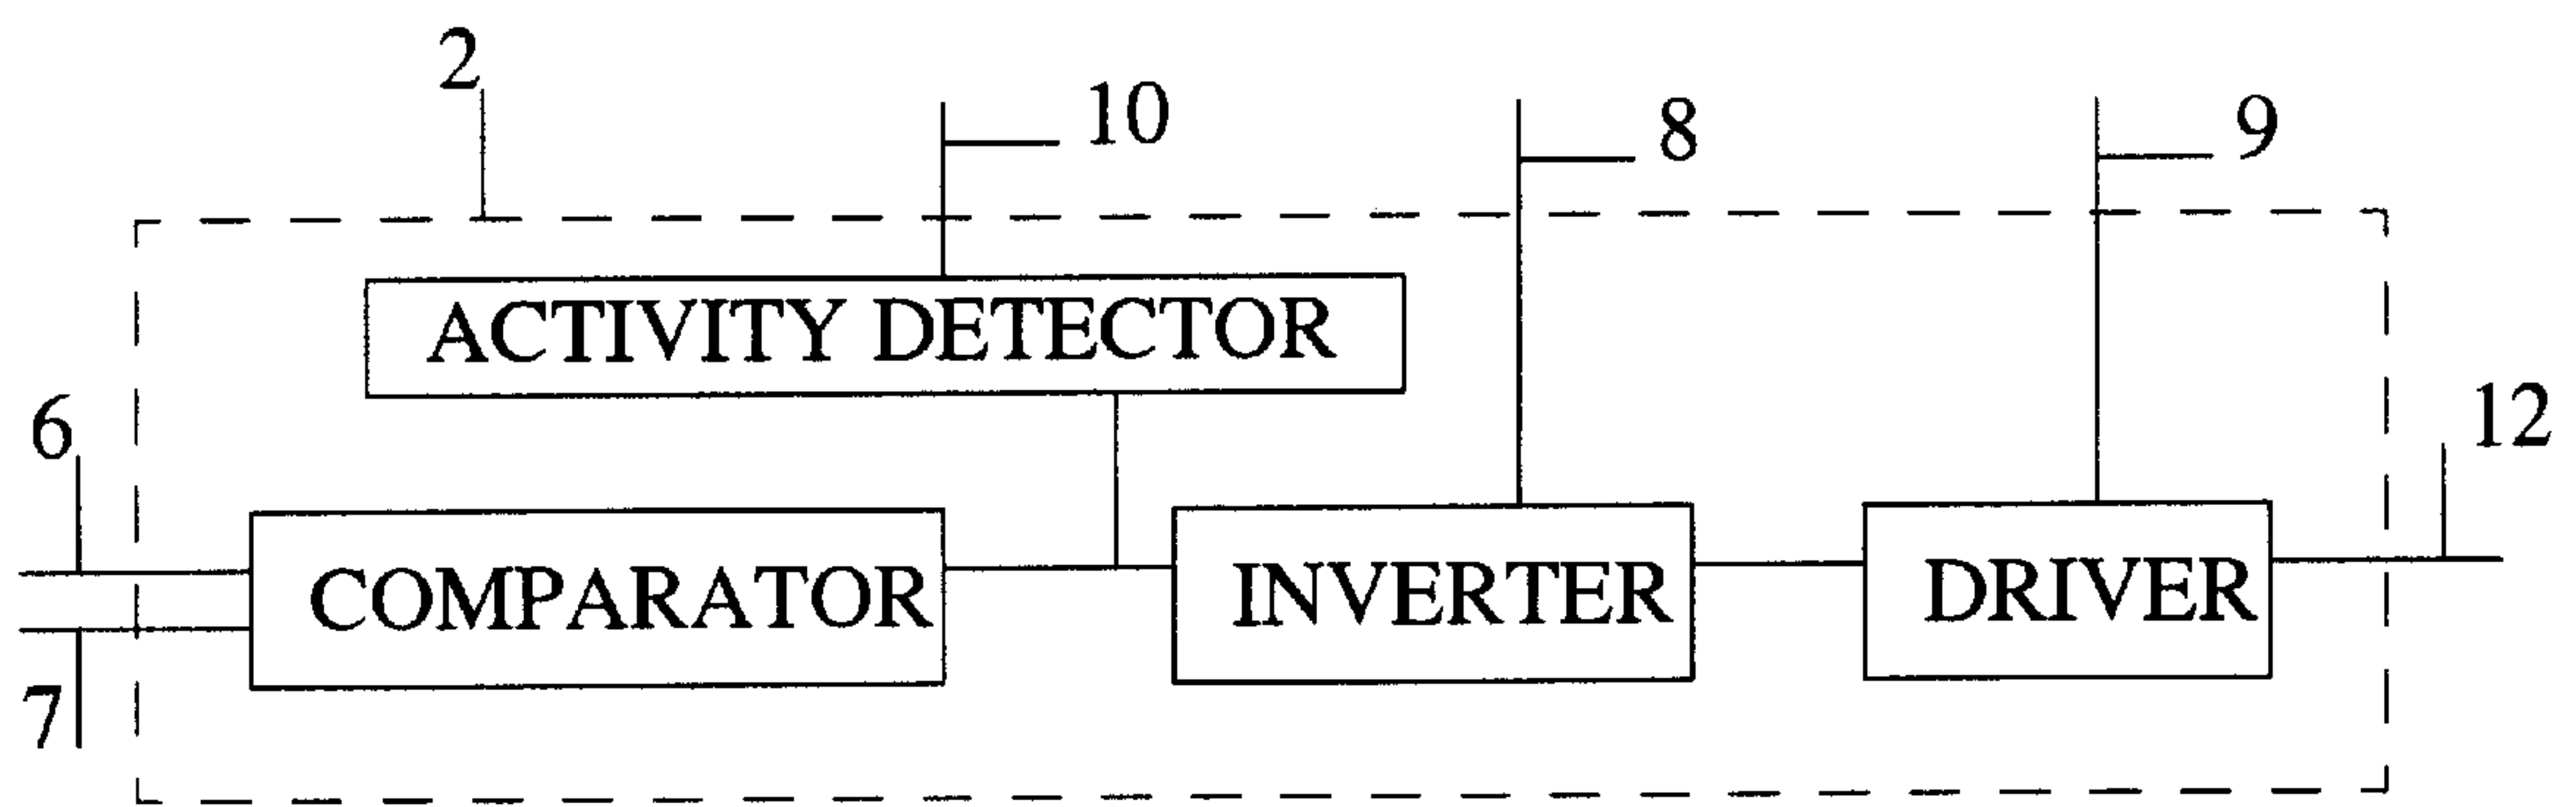 2
10
8
9
ACTIVITY DETECTOR
6
12
COMPARATOR
INVERTER
DRIVER
7